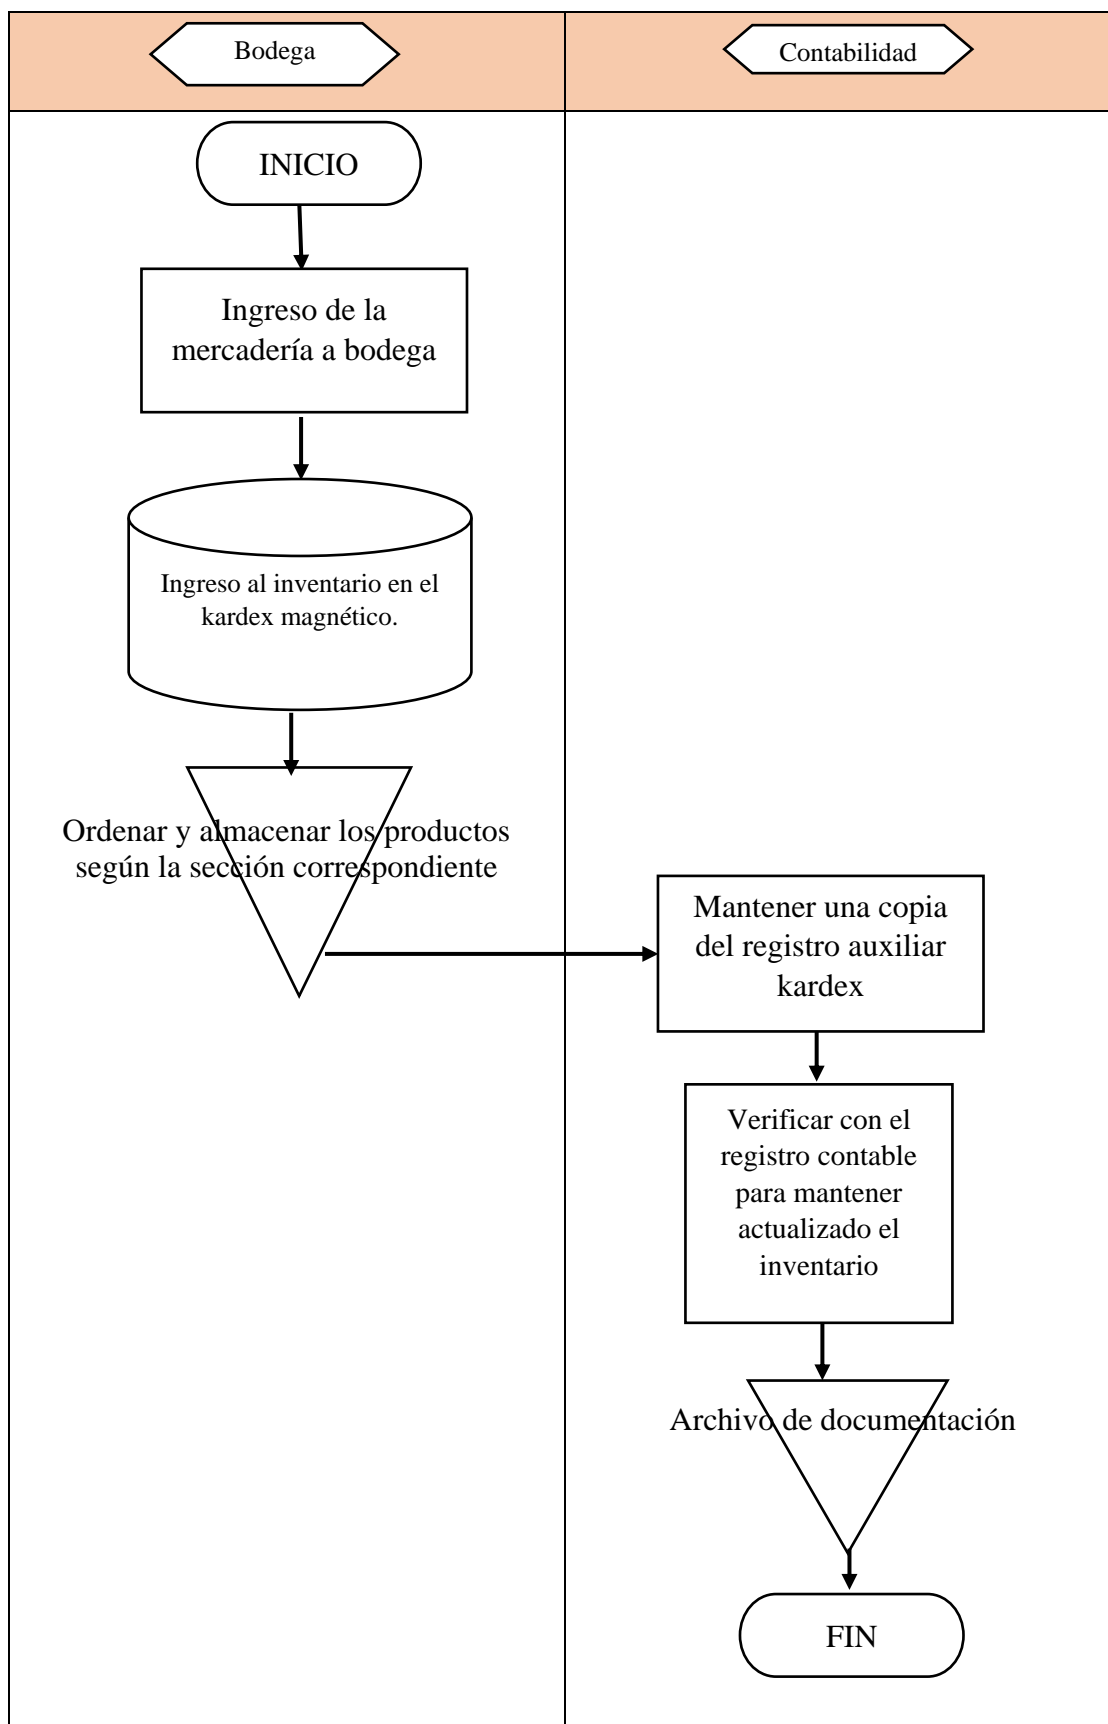 Bodega
Contabilidad
INICIO
Ingreso de la
mercadería a bodega
Ingreso al inventario en el
kardex magnético.
Ordenar y almacenar los productos
según la sección correspondiente
Mantener una copia
del registro auxiliar
kardex
Verificar con el
registro contable
para mantener
actualizado el
inventario
Archivo de documentación
FIN